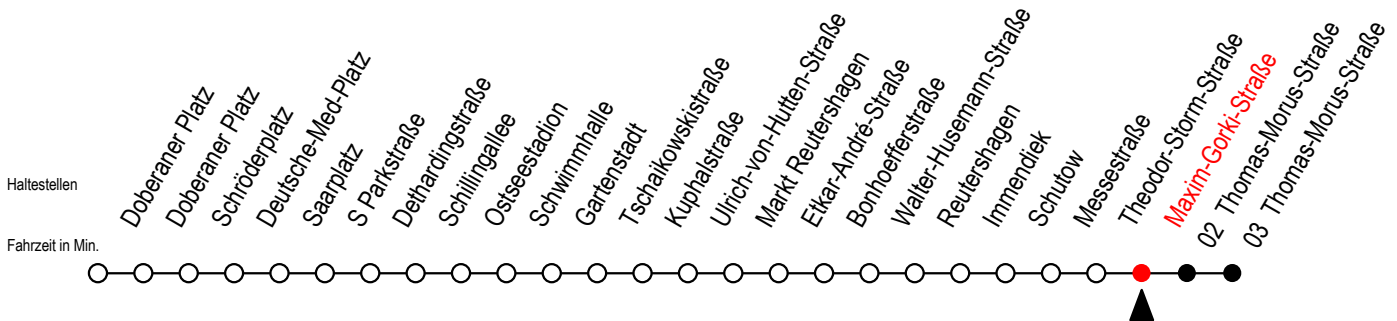 Haltestellen
Fahrzeit in Min.
Doberaner Platz
Doberaner Platz
Schröderplatz
Deutsche-Med-Platz
Saarplatz
S Parkstraße
Dethardingstraße
Schillingallee
Ostseestadion
Schwimmhalle
Gartenstadt
Tschaikowskistraße
Kuphalstraße
Ulrich-von-Hutten-Straße
Markt Reutershagen
Etkar-André-Straße
Bonhoefferstraße
Walter-Husemann-Straße
Reutershagen
Immendiek
Schutow
Messestraße
Theodor-Storm-Straße
Maxim-Gorki-Straße
02 Thomas-Morus-Straße
03 Thomas-Morus-Straße